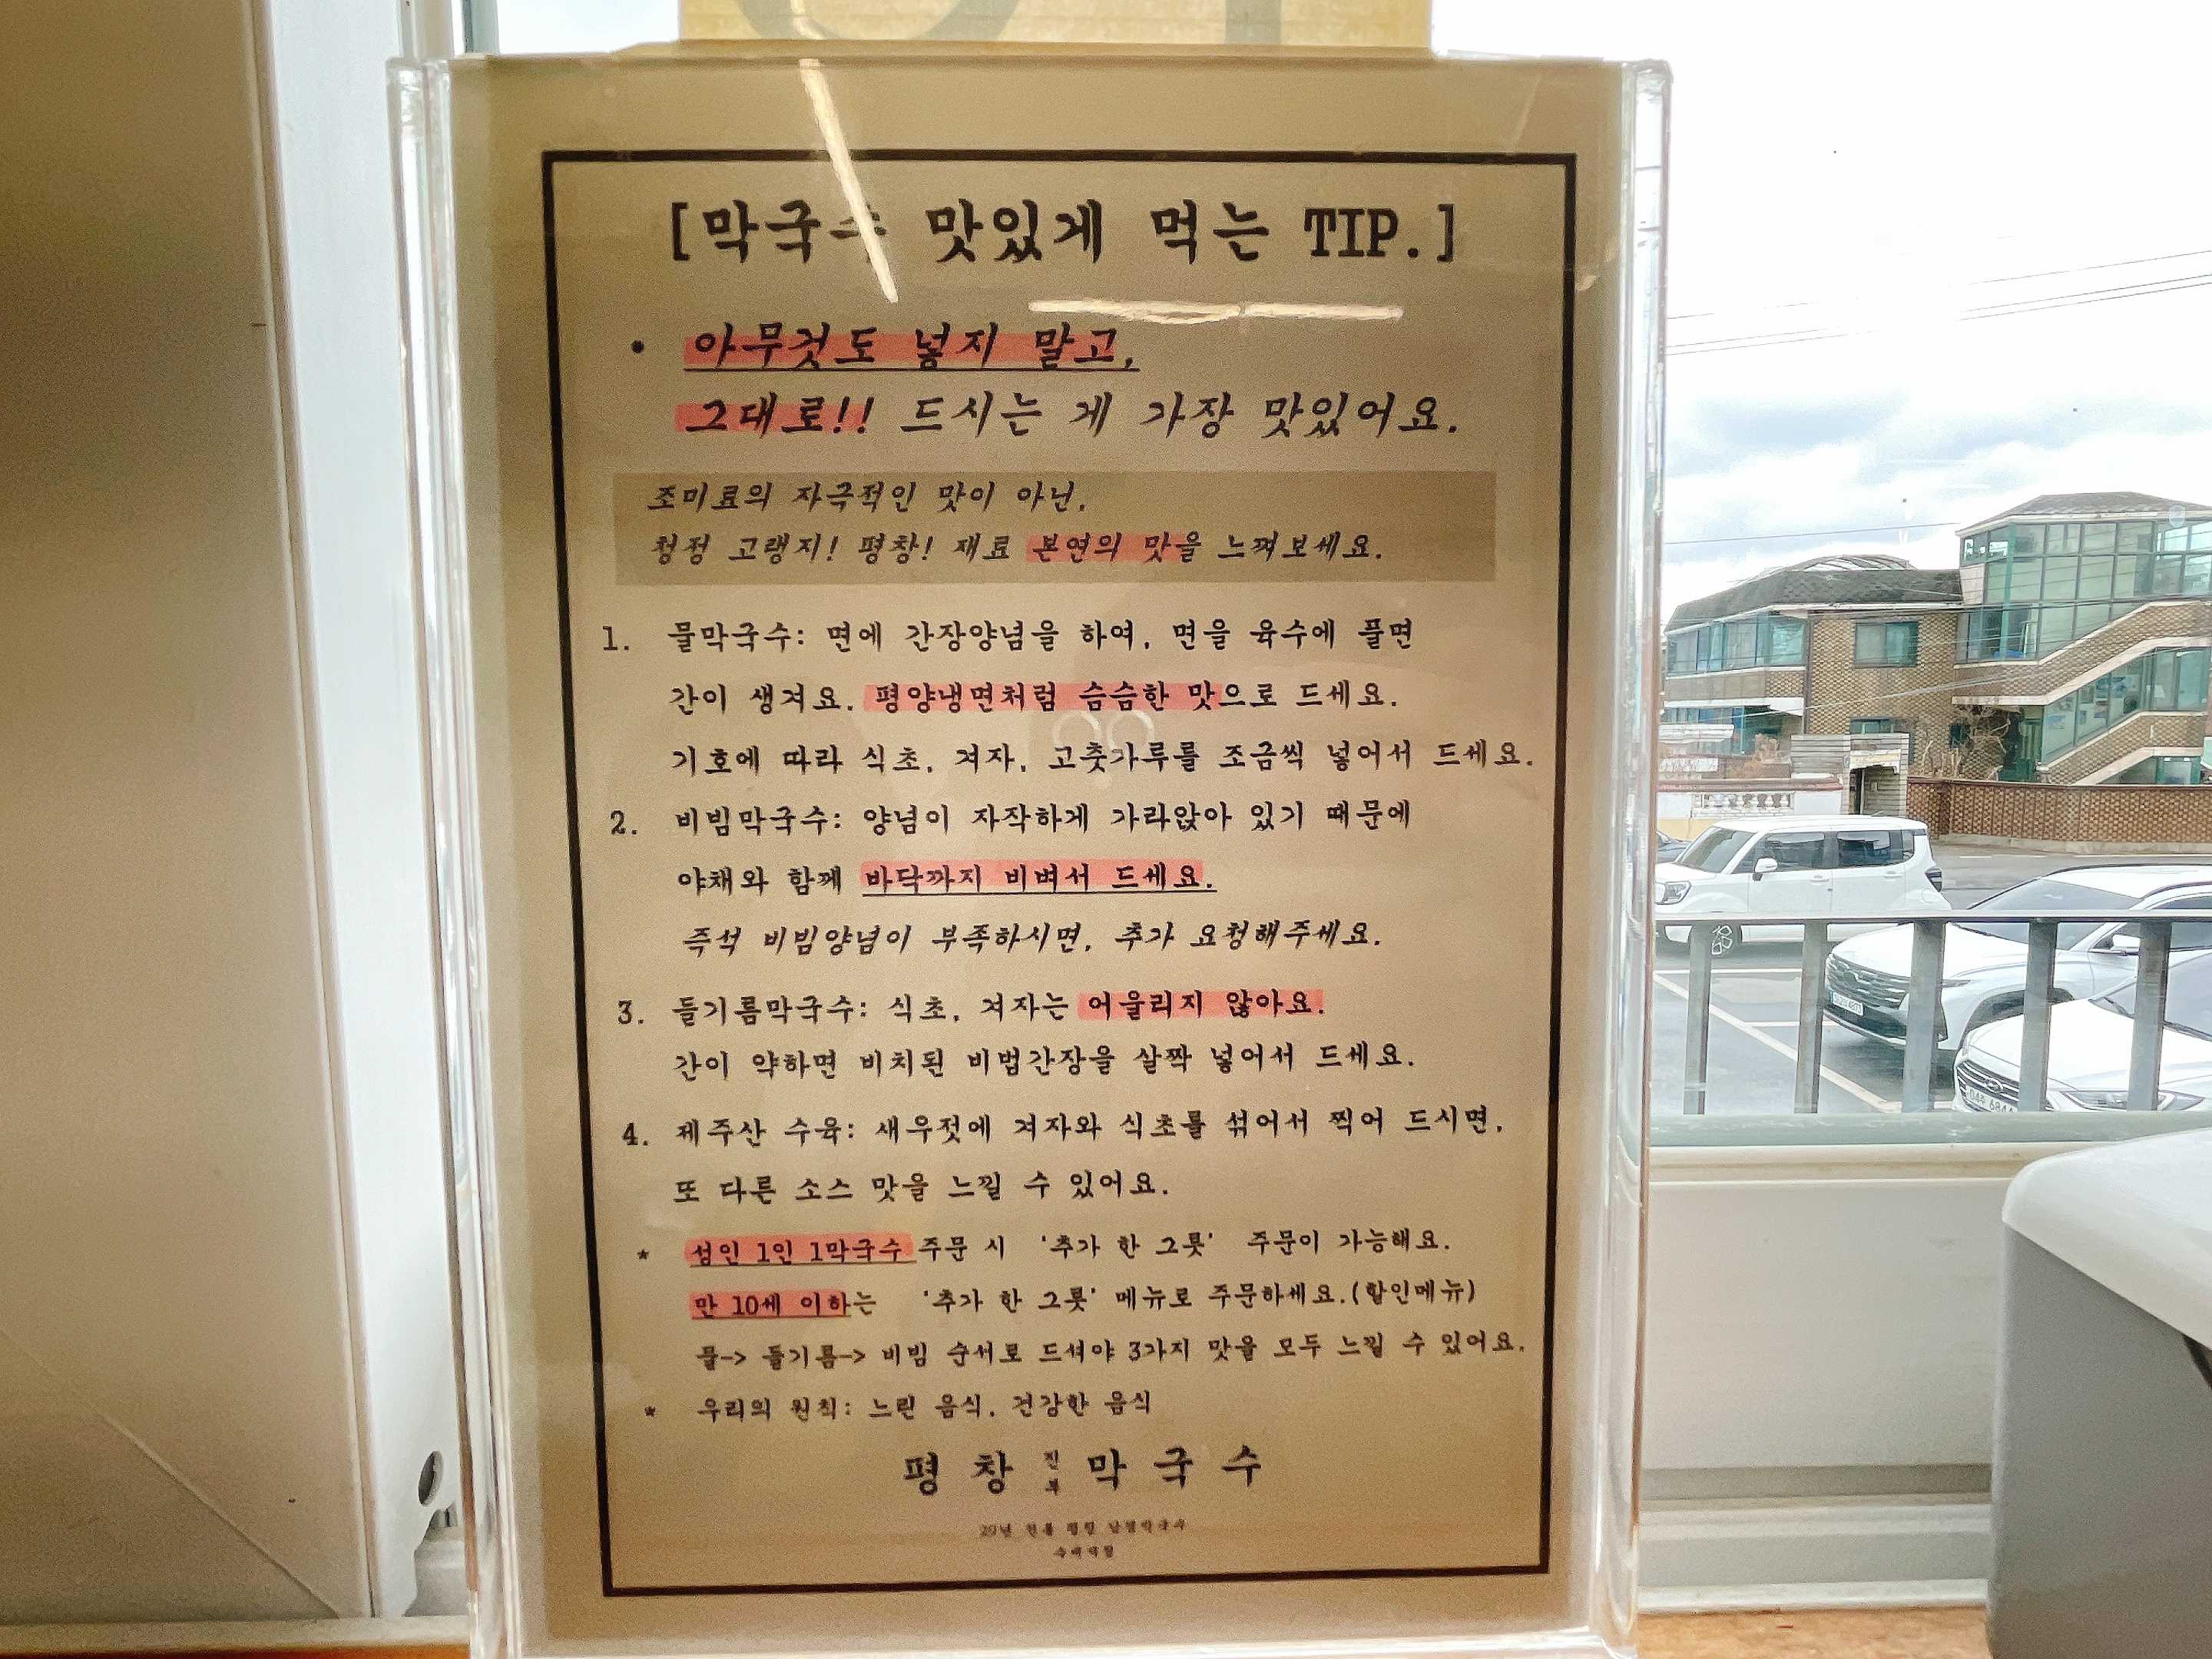 [막국수 맛있게 먹는 TIP.]
• 아무것도 넣지 말고,
그대로!! 드시는 게 가장 맛있어요.
조미료의 자극적인 맛이 아닌,
청정 고랭지! 평창! 재료 본연의 맛을 느껴보세요.
1. 물막국수: 면에 간장양념을 하여, 면을 육수에 풀면
간이 생겨요. 평양냉면처럼 슴슴한 맛으로 드세요.
기호에 따라 식초, 겨자, 고춧가루를 조금씩 넣어서 드세요.
2. 비빔막국수: 양념이 자작하게 가라앉아 있기 때문에
야채와 함께 바닥까지 비벼서 드세요.
즉석 비빔양념이 부족하시면, 추가 요청해주세요.
3. 들기름막국수: 식초, 겨자는 어울리지 않아요.
간이 약하면 비치된 비법간장을 살짝 넣어서 드세요.
4. 제주산 수육: 새우젓에 겨자와 식초를 섞어서 찍어 드시면,
또 다른 소스 맛을 느낄 수 있어요.
* 성인 1인 1막국수 주문 시 '추가 한 그릇' 주문이 가능해요.
만 10세 이하는 '추가 한 그릇' 메뉴로 주문하세요.(할인메뉴)
물-> 들기름-> 비빔 순서로 드셔야 3가지 맛을 모두 느낄 수 있어요.
* 우리의 원칙: 느린 음식, 건강한 음식
평창 진부 막국수
20년 전통 평창